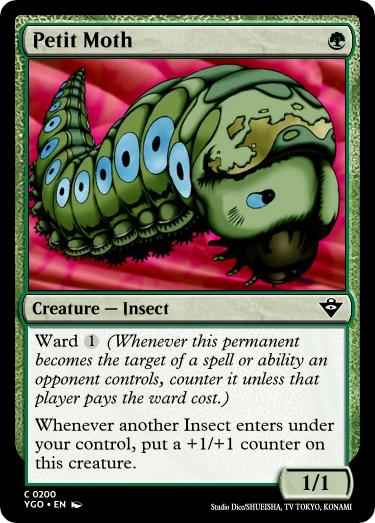 Petit Moth
Creature — Insect
Ward 1 (Whenever this permanent
becomes the target of a spell or ability an
opponent controls, counter it unless that
player pays the ward cost.)
Whenever another Insect enters under
your control, put a +1/+1 counter on
this creature.
1/1
C 0200
YGO • EN
Studio Dice/SHUEISHA, TV TOKYO, KONAMI